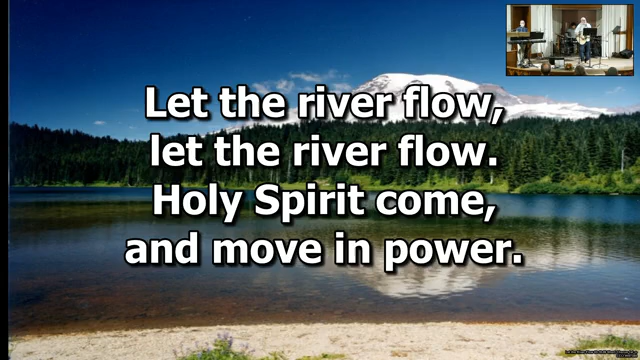 Let the river flow,
let the river flow.
Holy Spirit come,
and move in power.